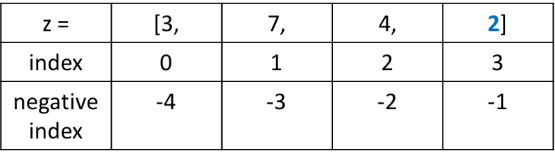 z = [3, 7, 4, 2]
index 0 1 2 3
negative index -4 -3 -2 -1